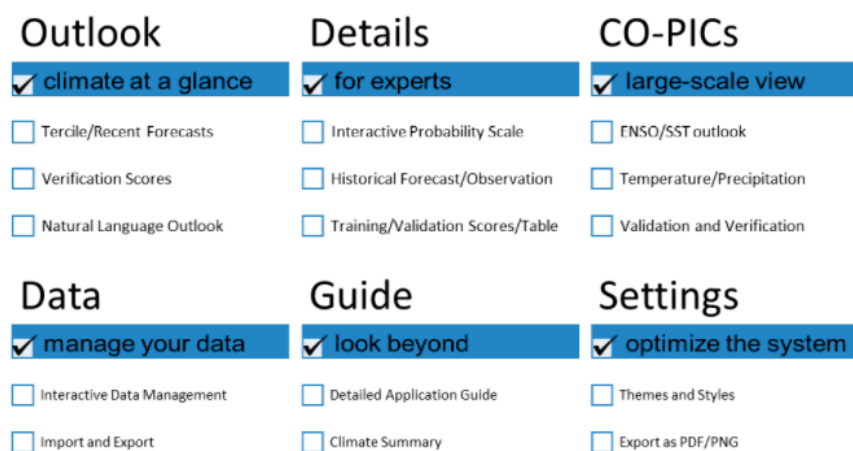 Outlook
climate at a glance
Tercile/Recent Forecasts
Verification Scores
Natural Language Outlook
Details
for experts
Interactive Probability Scale
Historical Forecast/Observation
Training/Validation Scores/Table
CO-PICs
large-scale view
ENSO/SST outlook
Temperature/Precipitation
Validation and Verification
Data
manage your data
Interactive Data Management
Import and Export
Guide
look beyond
Detailed Application Guide
Climate Summary
Settings
optimize the system
Themes and Styles
Export as PDF/PNG